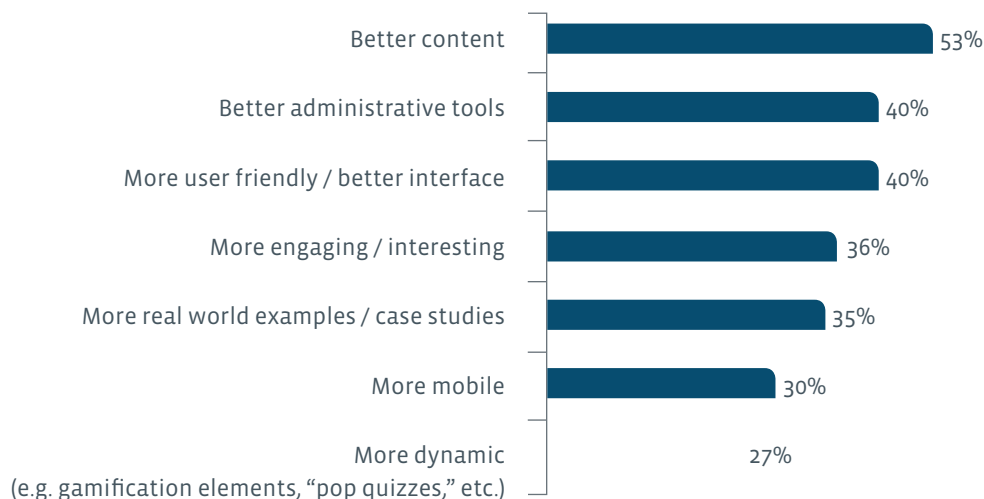 Better content 53%
Better administrative tools 40%
More user friendly / better interface 40%
More engaging / interesting 36%
More real world examples / case studies 35%
More mobile 30%
More dynamic 27%
(e.g. gamification elements, “pop quizzes,” etc.)